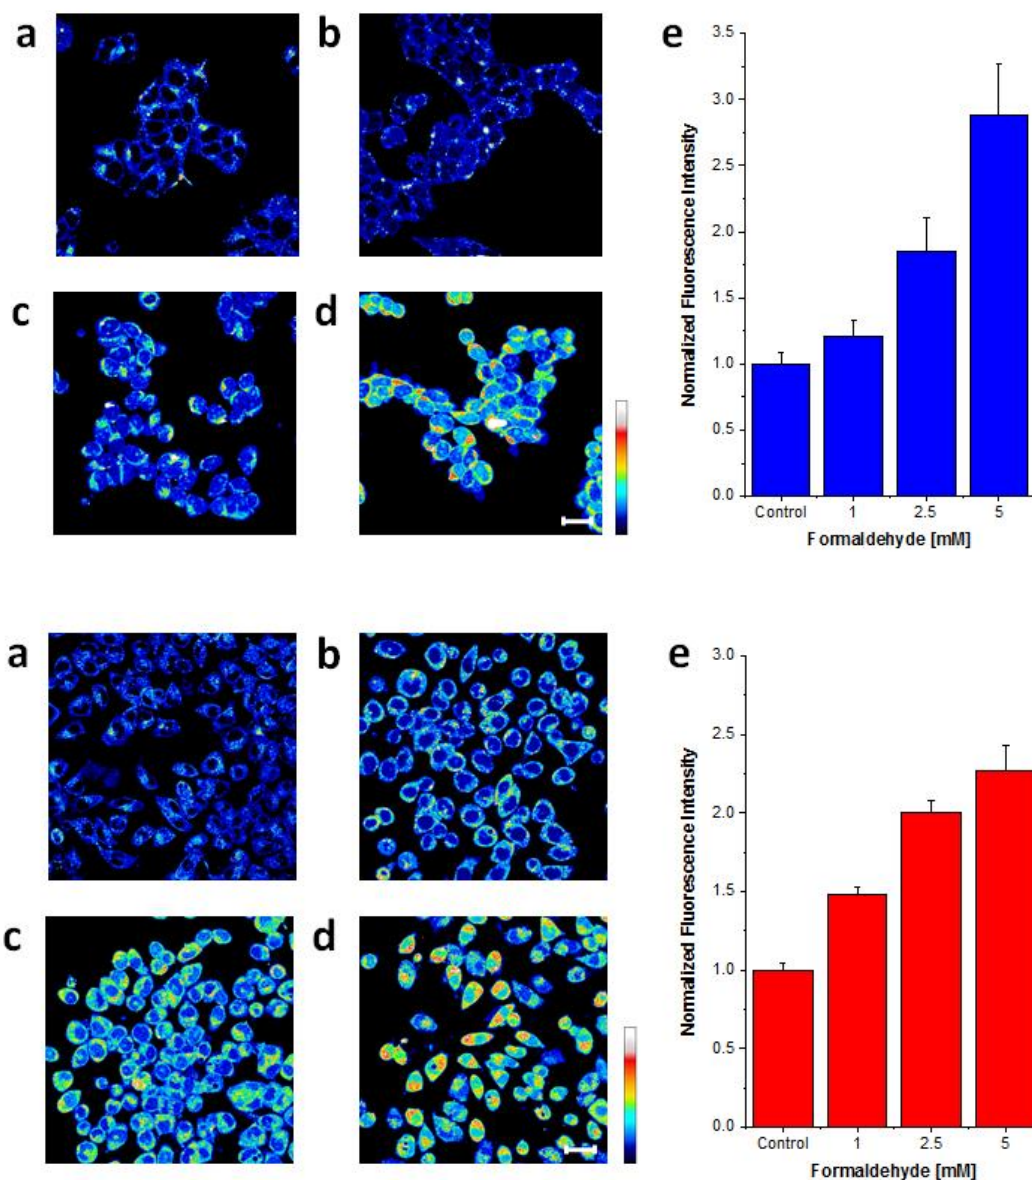 a
b
e
3.5
3.0
2.5
2.0
1.5
1.0
0.5
0.0
Normalized Fluorescence Intensity
Control
1
2.5
5
Formaldehyde [mM]
c
d
a
b
e
3.0
2.5
2.0
1.5
1.0
0.5
0.0
Normalized Fluorescence Intensity
Control
1
2.5
5
Formaldehyde [mM]
c
d